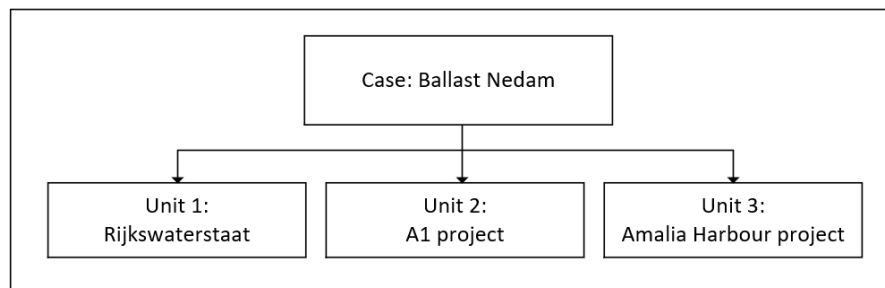 Case: Ballast Nedam
Unit 1:
Rijkswaterstaat
Unit 2:
A1 project
Unit 3:
Amalia Harbour project